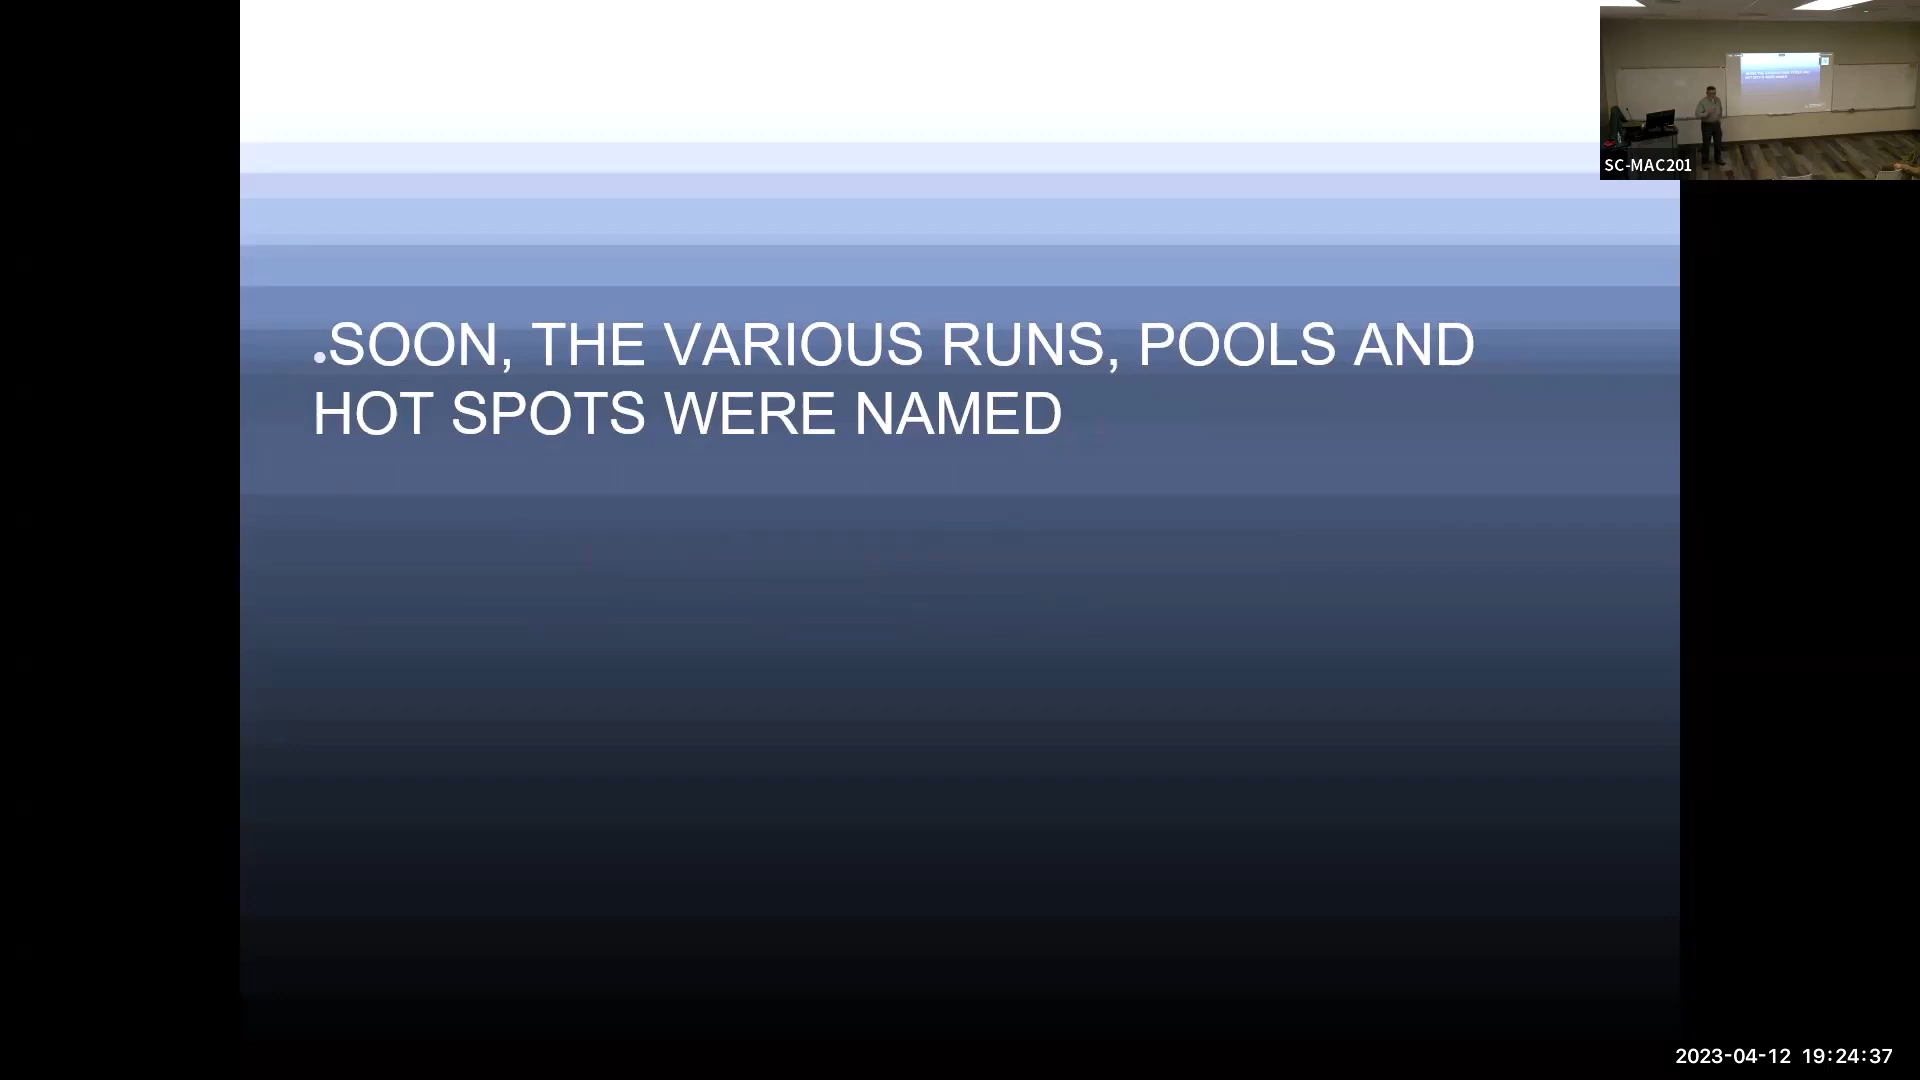 SC-MAC201
•SOON, THE VARIOUS RUNS, POOLS AND
HOT SPOTS WERE NAMED
2023-04-12 19:24:37